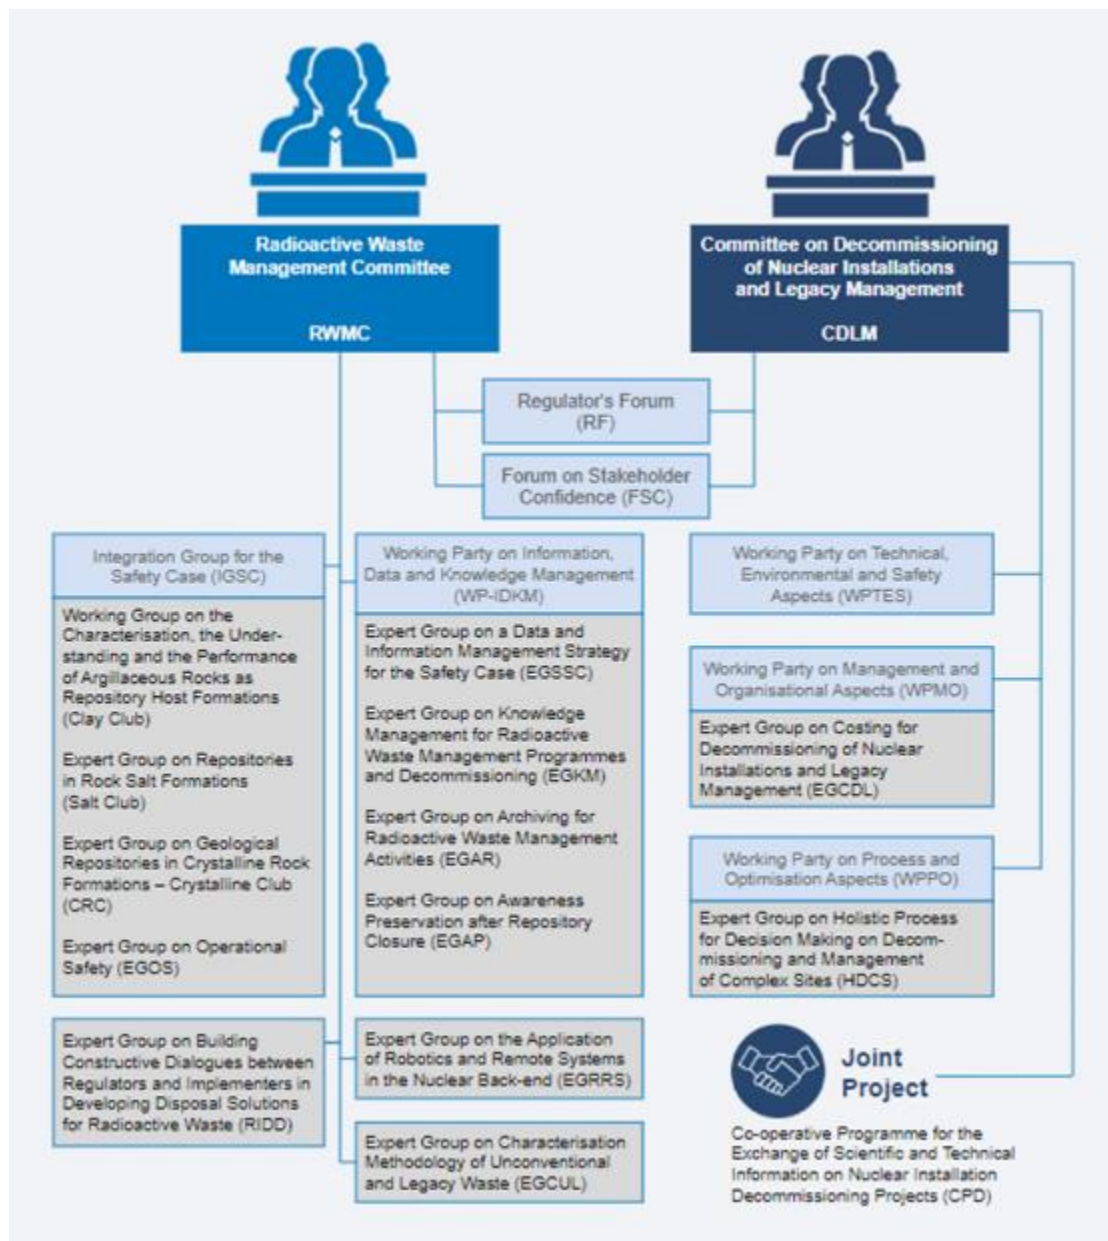 Radioactive Waste
Management Committee
RWMC
Committee on Decommissioning
of Nuclear Installations
and Legacy Management
CDLM
Regulator's Forum
(RF)
Forum on Stakeholder
Confidence (FSC)
Integration Group for the
Safety Case (IGSC)
Working Group on the
Characterisation, the Under-
standing and the Performance
of Argillaceous Rocks as
Repository Host Formations
(Clay Club)
Expert Group on Repositories
in Rock Salt Formations
(Salt Club)
Expert Group on Geological
Repositories in Crystalline Rock
Formations – Crystalline Club
(CRC)
Expert Group on Operational
Safety (EGOS)
Working Party on Information,
Data and Knowledge Management
(WP-IDKM)
Expert Group on a Data and
Information Management Strategy
for the Safety Case (EGSSC)
Expert Group on Knowledge
Management for Radioactive
Waste Management Programmes
and Decommissioning (EGKM)
Expert Group on Archiving for
Radioactive Waste Management
Activities (EGAR)
Expert Group on Awareness
Preservation after Repository
Closure (EGAP)
Working Party on Technical,
Environmental and Safety
Aspects (WPTES)
Working Party on Management and
Organisational Aspects (WPMO)
Expert Group on Costing for
Decommissioning of Nuclear
Installations and Legacy
Management (EGCDL)
Working Party on Process and
Optimisation Aspects (WPPO)
Expert Group on Holistic Process
for Decision Making on Decom-
missioning and Management
of Complex Sites (HDCS)
Expert Group on Building
Constructive Dialogues between
Regulators and Implementers in
Developing Disposal Solutions
for Radioactive Waste (RIDD)
Expert Group on the Application
of Robotics and Remote Systems
in the Nuclear Back-end (EGRRS)
Expert Group on Characterisation
Methodology of Unconventional
and Legacy Waste (EGCUL)
Joint
Project
Co-operative Programme for the
Exchange of Scientific and Technical
Information on Nuclear Installation
Decommissioning Projects (CPD)